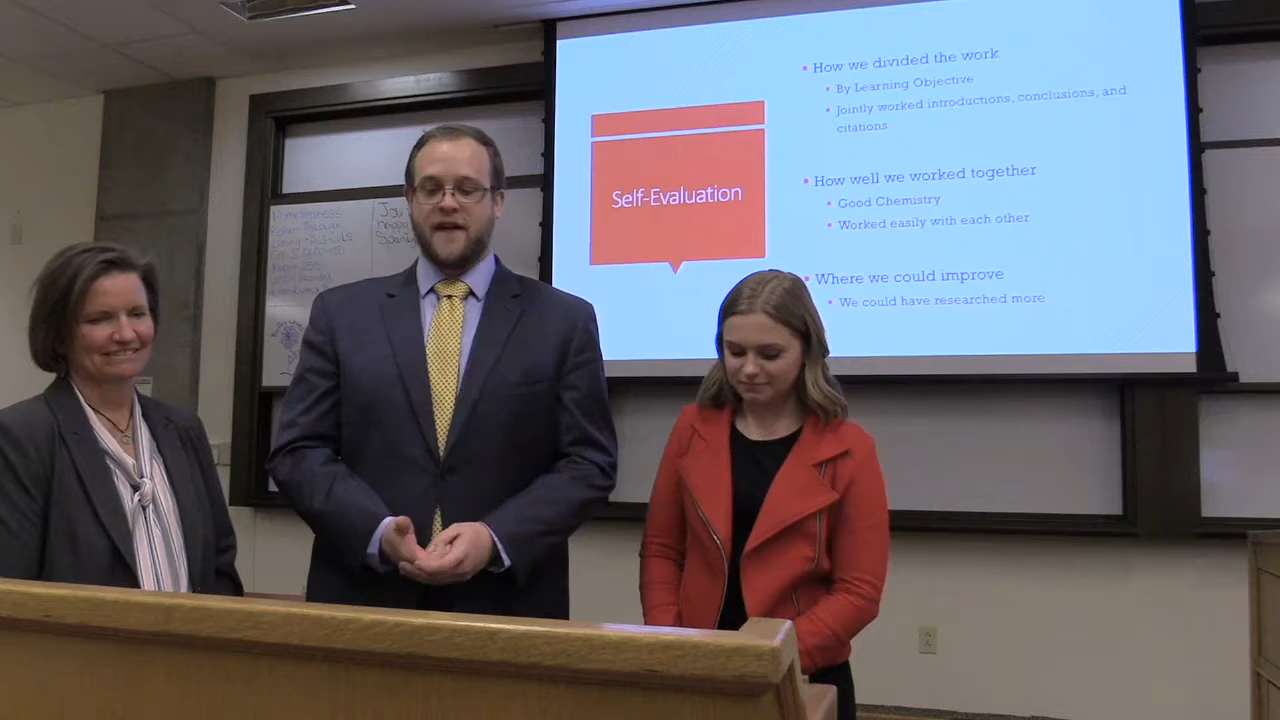 How we divided the work
By Learning Objective
Jointly worked introductions, conclusions, and
citations
Self-Evaluation
How well we worked together
Good Chemistry
Worked easily with each other
Where we could improve
We could have researched more
Homelessness